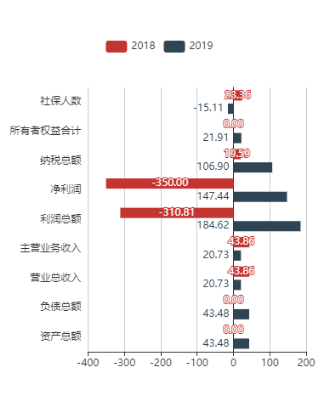 2018 2019
社保人数 23.36
-15.11
所有者权益合计 0.00
21.91
纳税总额 19.59
106.90
净利润 -350.00
147.44
利润总额 -310.81
184.62
主营业务收入 43.86
20.73
营业总收入 43.86
20.73
负债总额 0.00
43.48
资产总额 0.00
43.48
-400 -300 -200 -100 0 100 200